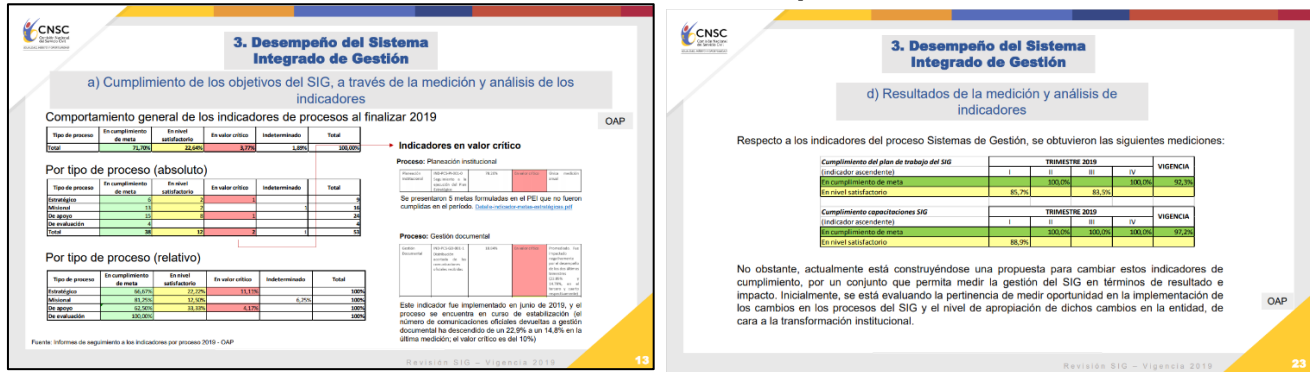 CNSC
3. Desempeño del Sistema
Integrado de Gestión
a) Cumplimiento de los objetivos del SIG, a través de la medición y análisis de los
indicadores
Comportamiento general de los indicadores de procesos al finalizar 2019
OAP
Tipo de proceso En cumplimiento de meta En nivel satisfactorio En valor crítico Indeterminado Total
Total 71,70% 22,64% 3,77% 1,89% 100,00%
Por tipo de proceso (absoluto)
Tipo de proceso En cumplimiento de meta En nivel satisfactorio En valor crítico Indeterminado Total
Estratégico 6 2 1 9
Misional 13 2 1 16
De apoyo 15 8 1 24
De evaluación 4 4
Total 38 12 2 1 53
Por tipo de proceso (relativo)
Tipo de proceso En cumplimiento de meta En nivel satisfactorio En valor crítico Indeterminado Total
Estratégico 66,67% 22,22% 11,11% 100%
Misional 81,25% 12,50% 6,25% 100%
De apoyo 62,50% 33,33% 4,17% 100%
De evaluación 100,00% 100%
Fuente: Informes de seguimiento a los indicadores por proceso 2019 - OAP
Indicadores en valor crítico
Proceso: Planeación institucional
Se presentaron 5 metas formuladas en el PEI que no fueron
cumplidas en el período. Detalle-indicador-metas-estratégicas.pdf
Proceso: Gestión documental
Este indicador fue implementado en junio de 2019, y el
proceso se encuentra en curso de estabilización (el
número de comunicaciones oficiales devueltas a gestión
documental ha descendido de un 22,9% a un 14,8% en la
última medición; el valor crítico es del 10%)
Revisión SIG – Vigencia 2019
13
CNSC
3. Desempeño del Sistema
Integrado de Gestión
d) Resultados de la medición y análisis de
indicadores
Respecto a los indicadores del proceso Sistemas de Gestión, se obtuvieron las siguientes mediciones:
Cumplimiento del plan de trabajo del SIG TRIMESTRE 2019 VIGENCIA
(indicador ascendente) I II III IV
En cumplimiento de meta 100,0% 100,0% 92,3%
En nivel satisfactorio 85,7% 83,5%
Cumplimiento capacitaciones SIG TRIMESTRE 2019 VIGENCIA
(indicador ascendente) I II III IV
En cumplimiento de meta 100,0% 100,0% 100,0% 97,2%
En nivel satisfactorio 88,9%
No obstante, actualmente está construyéndose una propuesta para cambiar estos indicadores de
cumplimiento, por un conjunto que permita medir la gestión del SIG en términos de resultado e
impacto. Inicialmente, se está evaluando la pertinencia de medir oportunidad en la implementación de
los cambios en los procesos del SIG y el nivel de apropiación de dichos cambios en la entidad, de
cara a la transformación institucional.
OAP
Revisión SIG – Vigencia 2019
23